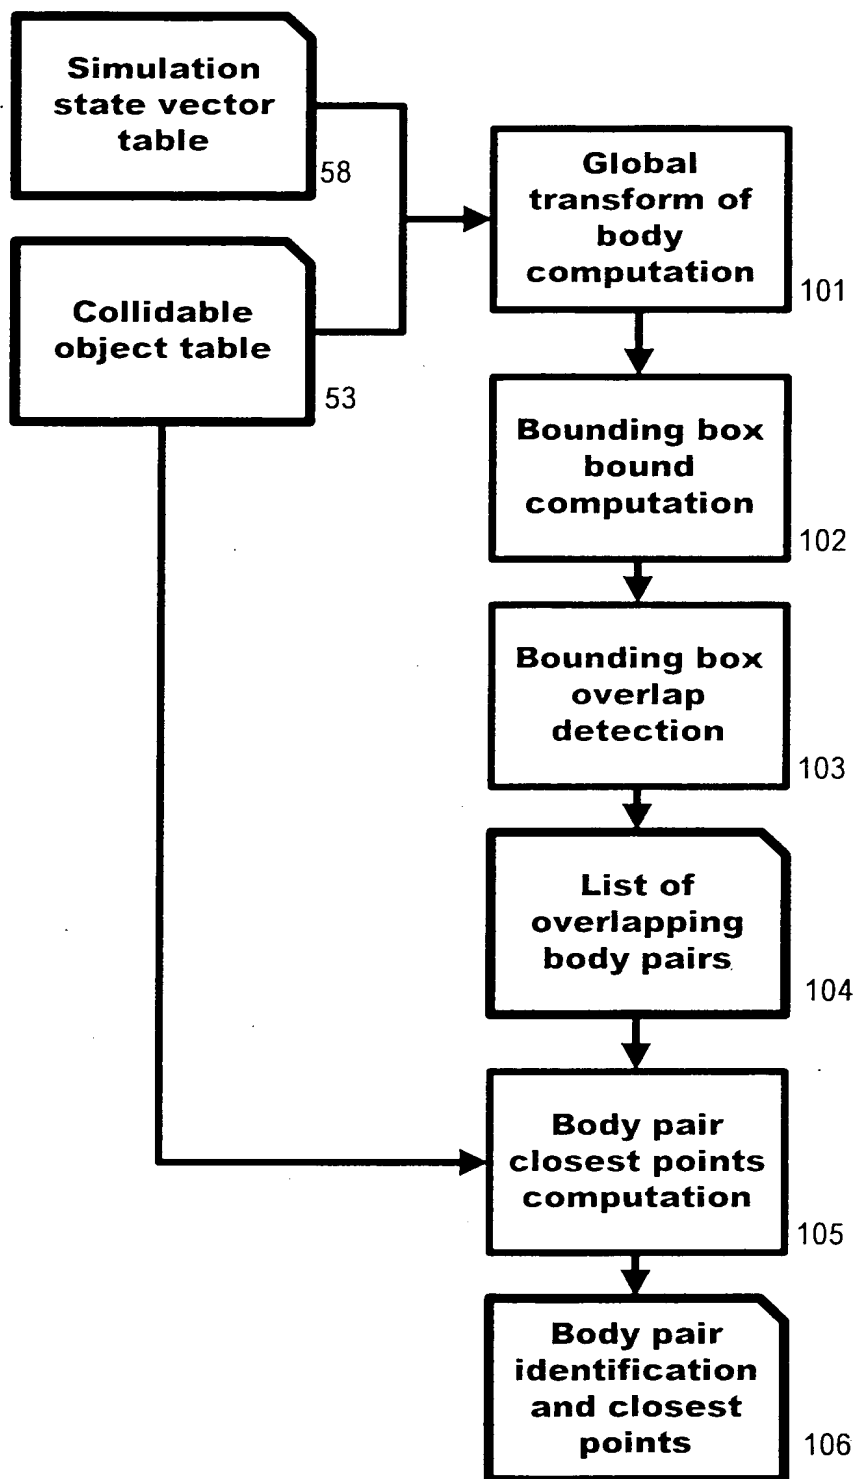 Simulation
state vector
table
58
Collidable
object table
53
Global
transform of
body
computation
101
Bounding box
bound
computation
102
Bounding box
overlap
detection
103
List of
overlapping
body pairs
104
Body pair
closest points
computation
105
Body pair
identification
and closest
points
106